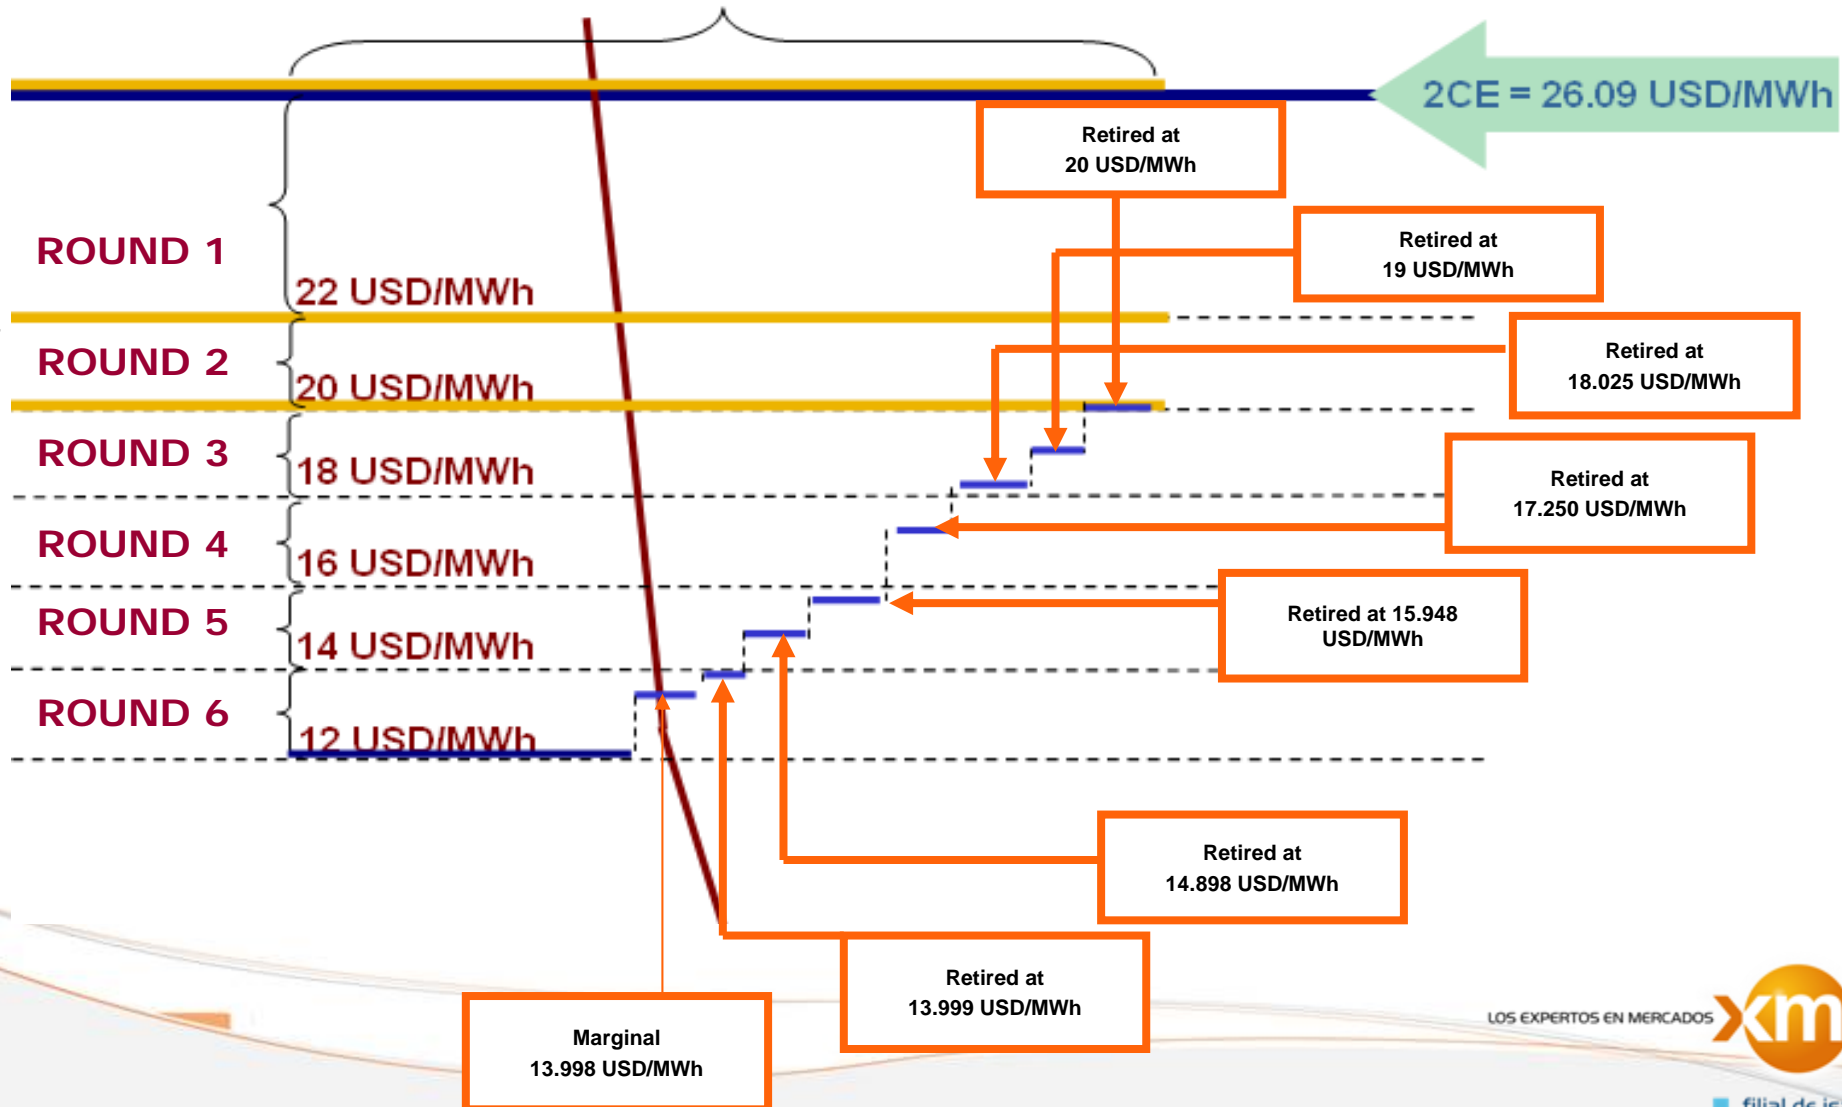 2CE = 26.09 USD/MWh
Retired at
20 USD/MWh
Retired at
19 USD/MWh
ROUND 1
22 USD/MWh
Retired at
18.025 USD/MWh
ROUND 2
20 USD/MWh
ROUND 3
18 USD/MWh
Retired at
17.250 USD/MWh
ROUND 4
16 USD/MWh
Retired at 15.948
USD/MWh
ROUND 5
14 USD/MWh
ROUND 6
12 USD/MWh
Retired at
14.898 USD/MWh
Retired at
13.999 USD/MWh
Marginal
13.998 USD/MWh
LOS EXPERTOS EN MERCADOS
xm
filial de